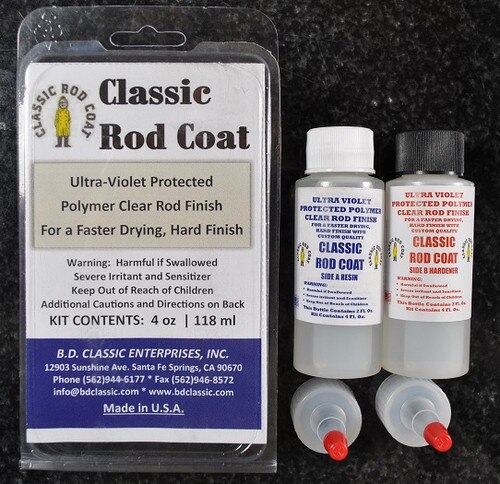 CLASSIC ROD COAT
Classic
Rod Coat
Ultra-Violet Protected
Polymer Clear Rod Finish
For a Faster Drying, Hard Finish
Warning: Harmful if Swallowed
Severe Irritant and Sensitizer
Keep Out of Reach of Children
Additional Cautions and Directions on Back
KIT CONTENTS: 4 oz | 118 ml
B.D. CLASSIC ENTERPRISES, INC.
12903 Sunshine Ave. Santa Fe Springs, CA 90670
Phone (562)944-6177 * Fax (562)946-8572
info@bdclassic.com * www.bdclassic.com
Made in U.S.A.
ULTRA VIOLET
PROTECTED POLYMER
CLEAR ROD FINISH
FOR A FASTER DRYING,
HARD FINISH WITH
CUSTOM QUALITY
CLASSIC
ROD COAT
SIDE A RESIN
WARNING:
Harmful if Swallowed
Severe irritant and Sensitizer
Keep Out of Reach of Children
This Bottle Contains 2 Fl. Oz.
Kit Contains 4 Fl. Oz.
ULTRA VIOLET
PROTECTED POLYMER
CLEAR ROD FINISH
FOR A FASTER DRYING,
HARD FINISH WITH
CUSTOM QUALITY
CLASSIC
ROD COAT
SIDE B HARDENER
WARNING:
Harmful if Swallowed
Severe irritant and Sensitizer
Keep Out of Reach of Children
This Bottle Contains 2 Fl. Oz.
Kit Contains 4 Fl. Oz.